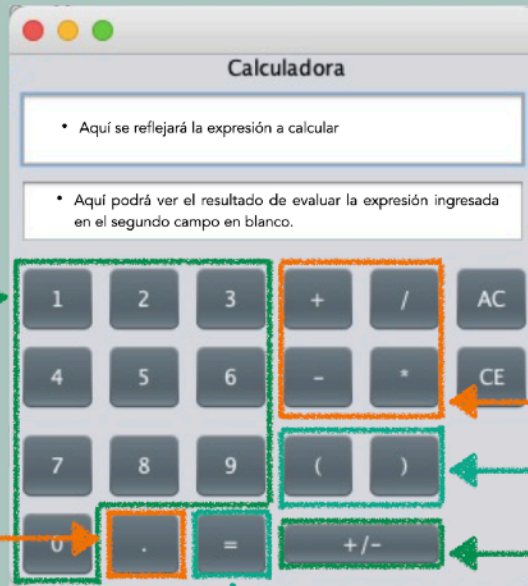 Calculadora
• Aquí se reflejará la expresión a calcular
• Aquí podrá ver el resultado de evaluar la expresión ingresada
en el segundo campo en blanco.
1 2 3 + / AC
4 5 6 - * CE
7 8 9 ( )
0 . = +/-